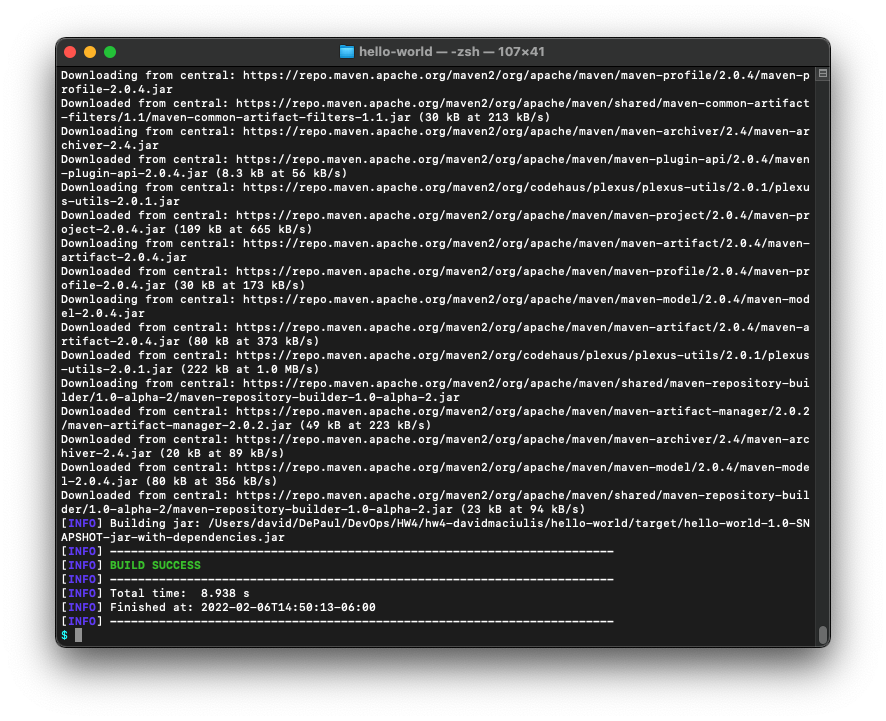 hello-world — -zsh — 107×41
Downloading from central: https://repo.maven.apache.org/maven2/org/apache/maven/maven-profile/2.0.4/maven-p
rofile-2.0.4.jar
Downloaded from central: https://repo.maven.apache.org/maven2/org/apache/maven/shared/maven-common-artifact
-filters/1.1/maven-common-artifact-filters-1.1.jar (30 kB at 213 kB/s)
Downloading from central: https://repo.maven.apache.org/maven2/org/apache/maven/maven-archiver/2.4/maven-ar
chiver-2.4.jar
Downloaded from central: https://repo.maven.apache.org/maven2/org/apache/maven/maven-plugin-api/2.0.4/maven
-plugin-api-2.0.4.jar (8.3 kB at 56 kB/s)
Downloading from central: https://repo.maven.apache.org/maven2/org/codehaus/plexus/plexus-utils/2.0.1/plexu
s-utils-2.0.1.jar
Downloaded from central: https://repo.maven.apache.org/maven2/org/apache/maven/maven-project/2.0.4/maven-pr
oject-2.0.4.jar (109 kB at 665 kB/s)
Downloading from central: https://repo.maven.apache.org/maven2/org/apache/maven/maven-artifact/2.0.4/maven-
artifact-2.0.4.jar
Downloaded from central: https://repo.maven.apache.org/maven2/org/apache/maven/maven-profile/2.0.4/maven-pr
ofile-2.0.4.jar (30 kB at 173 kB/s)
Downloading from central: https://repo.maven.apache.org/maven2/org/apache/maven/maven-model/2.0.4/maven-mod
el-2.0.4.jar
Downloaded from central: https://repo.maven.apache.org/maven2/org/apache/maven/maven-artifact/2.0.4/maven-a
rtifact-2.0.4.jar (80 kB at 373 kB/s)
Downloaded from central: https://repo.maven.apache.org/maven2/org/codehaus/plexus/plexus-utils/2.0.1/plexus
-utils-2.0.1.jar (222 kB at 1.0 MB/s)
Downloading from central: https://repo.maven.apache.org/maven2/org/apache/maven/shared/maven-repository-bui
lder/1.0-alpha-2/maven-repository-builder-1.0-alpha-2.jar
Downloaded from central: https://repo.maven.apache.org/maven2/org/apache/maven/maven-artifact-manager/2.0.2
/maven-artifact-manager-2.0.2.jar (49 kB at 223 kB/s)
Downloaded from central: https://repo.maven.apache.org/maven2/org/apache/maven/maven-archiver/2.4/maven-arc
hiver-2.4.jar (20 kB at 89 kB/s)
Downloaded from central: https://repo.maven.apache.org/maven2/org/apache/maven/maven-model/2.0.4/maven-mode
l-2.0.4.jar (80 kB at 356 kB/s)
Downloaded from central: https://repo.maven.apache.org/maven2/org/apache/maven/shared/maven-repository-buil
der/1.0-alpha-2/maven-repository-builder-1.0-alpha-2.jar (23 kB at 94 kB/s)
[INFO] Building jar: /Users/david/DePaul/DevOps/HW4/hw4-davidmaciulis/hello-world/target/hello-world-1.0-SN
APSHOT-jar-with-dependencies.jar
[INFO] ------------------------------------------------------------------------
[INFO] BUILD SUCCESS
[INFO] ------------------------------------------------------------------------
[INFO] Total time:  8.938 s
[INFO] Finished at: 2022-02-06T14:50:13-06:00
[INFO] ------------------------------------------------------------------------
$